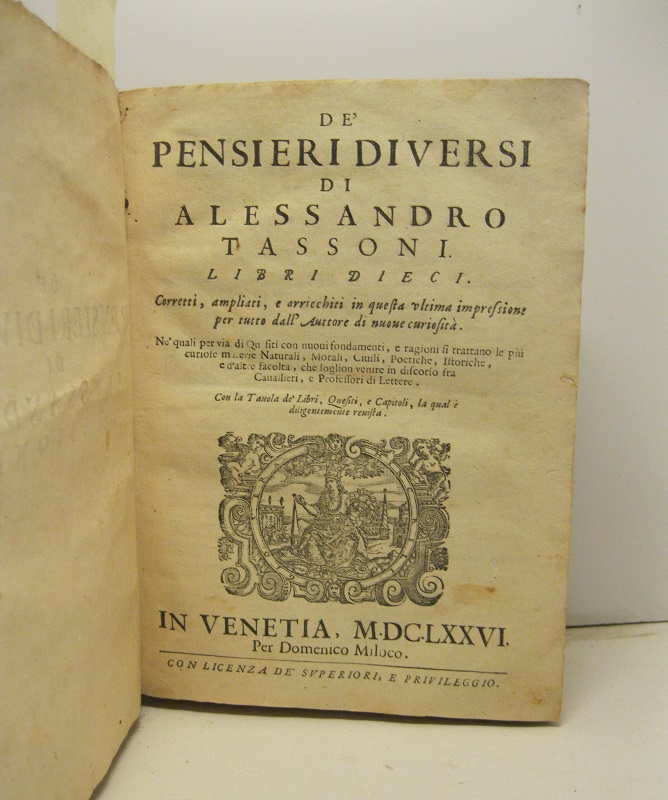 DE'
PENSIERI DIVERSI
DI
ALESSANDRO
TASSONI.
LIBRI DIECI.
Corretti, ampliati, e arricchiti in questa vltima impressione
per tutto dall'Auttore di nuoue curiosità.
Ne' quali per via di Qu siti con nuoui fondamenti, e ragioni si trattano le più
curiose materie Naturali, Morali, Ciuili, Poetiche, Istoriche,
e d'altre facolta, che soglion venire in discorso fra
Caualieri, e Professori di Lettere.
Con la Tauola de' Libri, Quesiti, e Capitoli, la qual è
diligentemente reuista.
IN VENETIA, M.DC.LXXVI.
Per Domenico Miloco.
CON LICENZA DE' SVPERIORI, E PRIVILEGGIO.